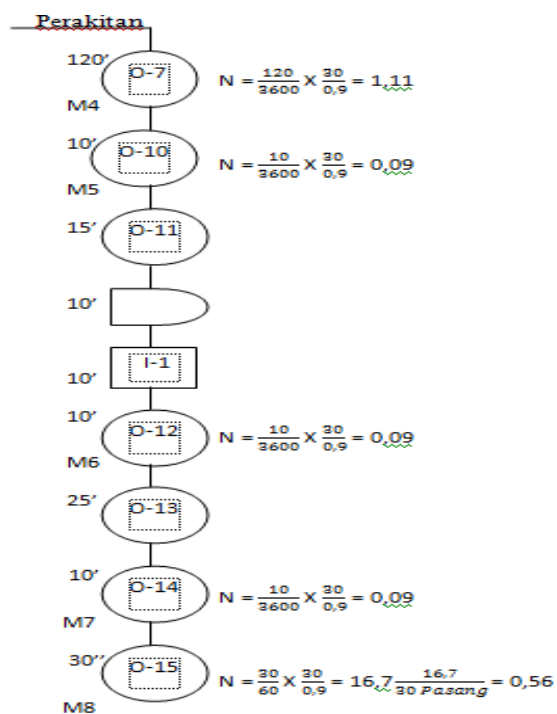 Perakitan
120'
O-7
N = 120/3600 X 30/0,9 = 1,11
M4
10'
O-10
N = 10/3600 X 30/0,9 = 0,09
M5
15'
O-11
10'
I-1
10'
10'
O-12
N = 10/3600 X 30/0,9 = 0,09
M6
25'
O-13
10'
O-14
N = 10/3600 X 30/0,9 = 0,09
M7
30''
O-15
N = 30/60 X 30/0,9 = 16,7 16,7/30 Pasang = 0,56
M8